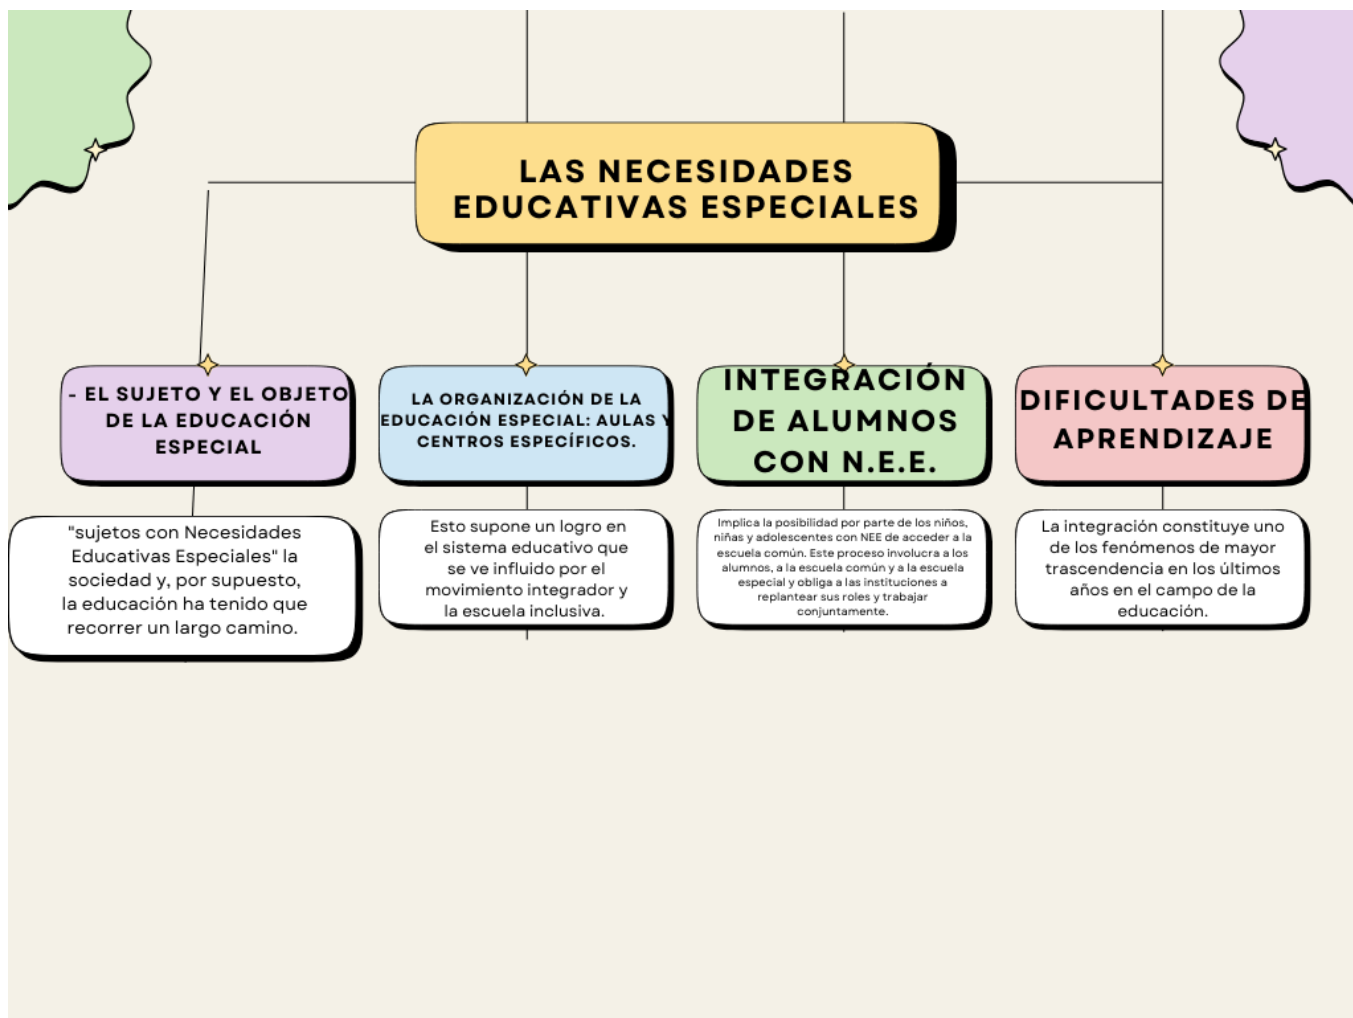 LAS NECESIDADES
EDUCATIVAS ESPECIALES
- EL SUJETO Y EL OBJETO
DE LA EDUCACIÓN
ESPECIAL
"sujetos con Necesidades
Educativas Especiales" la
sociedad y, por supuesto,
la educación ha tenido que
recorrer un largo camino.
LA ORGANIZACIÓN DE LA
EDUCACIÓN ESPECIAL: AULAS Y
CENTROS ESPECÍFICOS.
Esto supone un logro en
el sistema educativo que
se ve influido por el
movimiento integrador y
la escuela inclusiva.
INTEGRACIÓN
DE ALUMNOS
CON N.E.E.
Implica la posibilidad por parte de los niños,
niñas y adolescentes con NEE de acceder a la
escuela común. Este proceso involucra a los
alumnos, a la escuela común y a la escuela
especial y obliga a las instituciones a
replantear sus roles y trabajar
conjuntamente.
DIFICULTADES DE
APRENDIZAJE
La integración constituye uno
de los fenómenos de mayor
trascendencia en los últimos
años en el campo de la
educación.